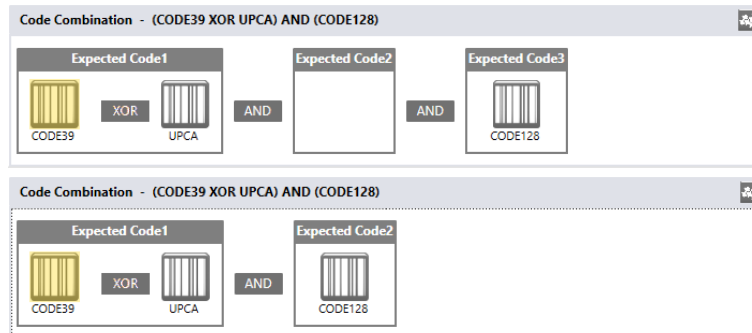 Code Combination - (CODE39 XOR UPCA) AND (CODE128)
Expected Code1 Expected Code2 Expected Code3
XOR AND AND
CODE39 UPCA CODE128
Code Combination - (CODE39 XOR UPCA) AND (CODE128)
Expected Code1 Expected Code2
XOR AND
CODE39 UPCA CODE128